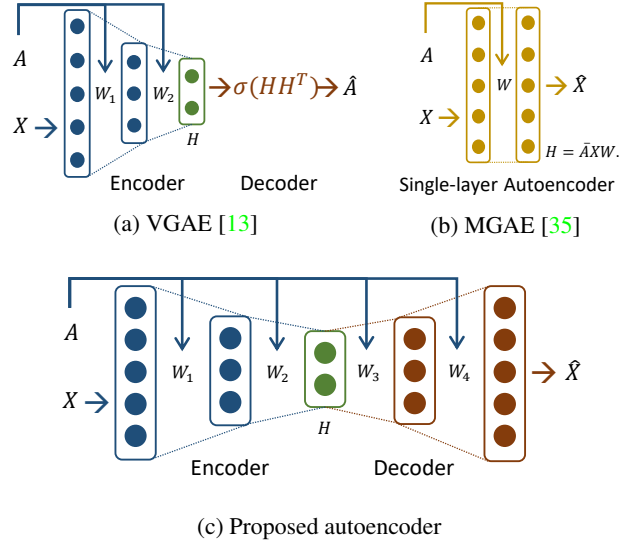 A
X
W₁
W₂
H
σ(HHᵀ)
Â
Encoder
Decoder
(a) VGAE [13]
A
X
W
X̂
H = ĀXW.
Single-layer Autoencoder
(b) MGAE [35]
A
X
W₁
W₂
W₃
W₄
H
X̂
Encoder
Decoder
(c) Proposed autoencoder